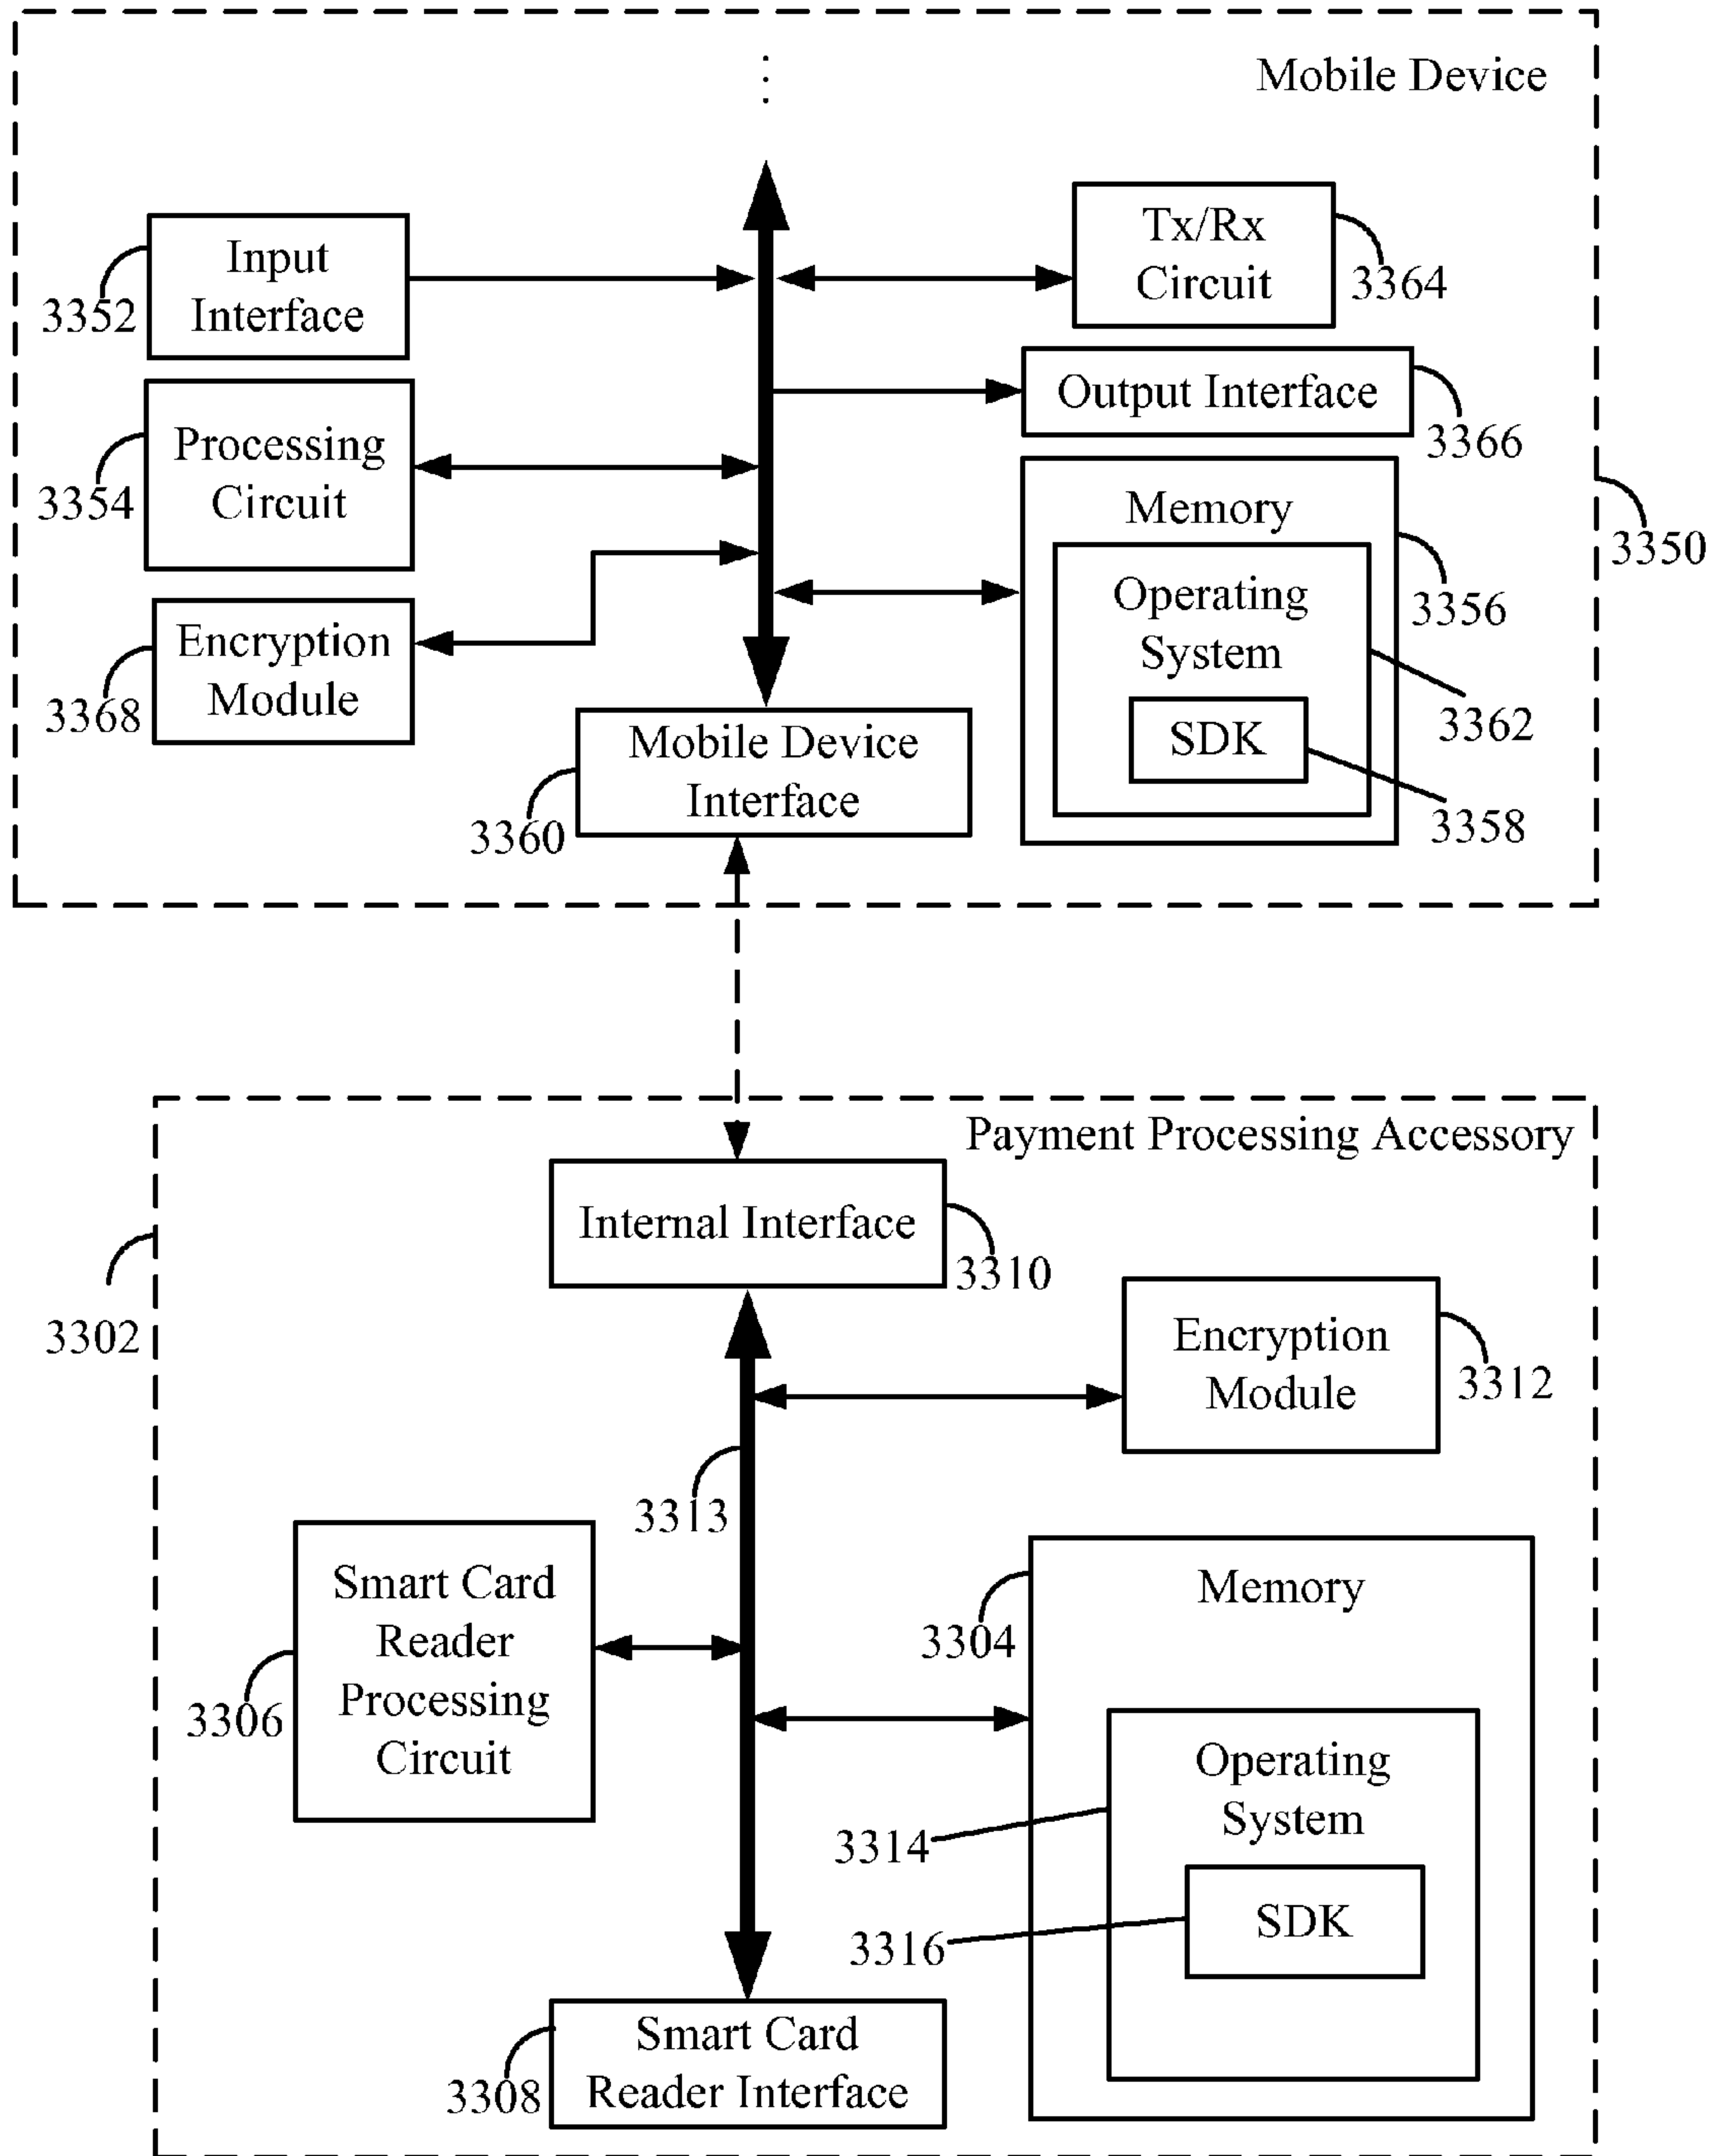 Mobile Device
Input
Interface
3352
Tx/Rx
Circuit
3364
Output Interface
3366
Processing
Circuit
3354
Memory
3356
3350
Operating
System
3362
SDK
3358
Encryption
Module
3368
Mobile Device
Interface
3360
Payment Processing Accessory
3302
Internal Interface
3310
Encryption
Module
3312
3313
Smart Card
Reader
Processing
Circuit
3306
Memory
3304
Operating
System
3314
SDK
3316
Smart Card
Reader Interface
3308